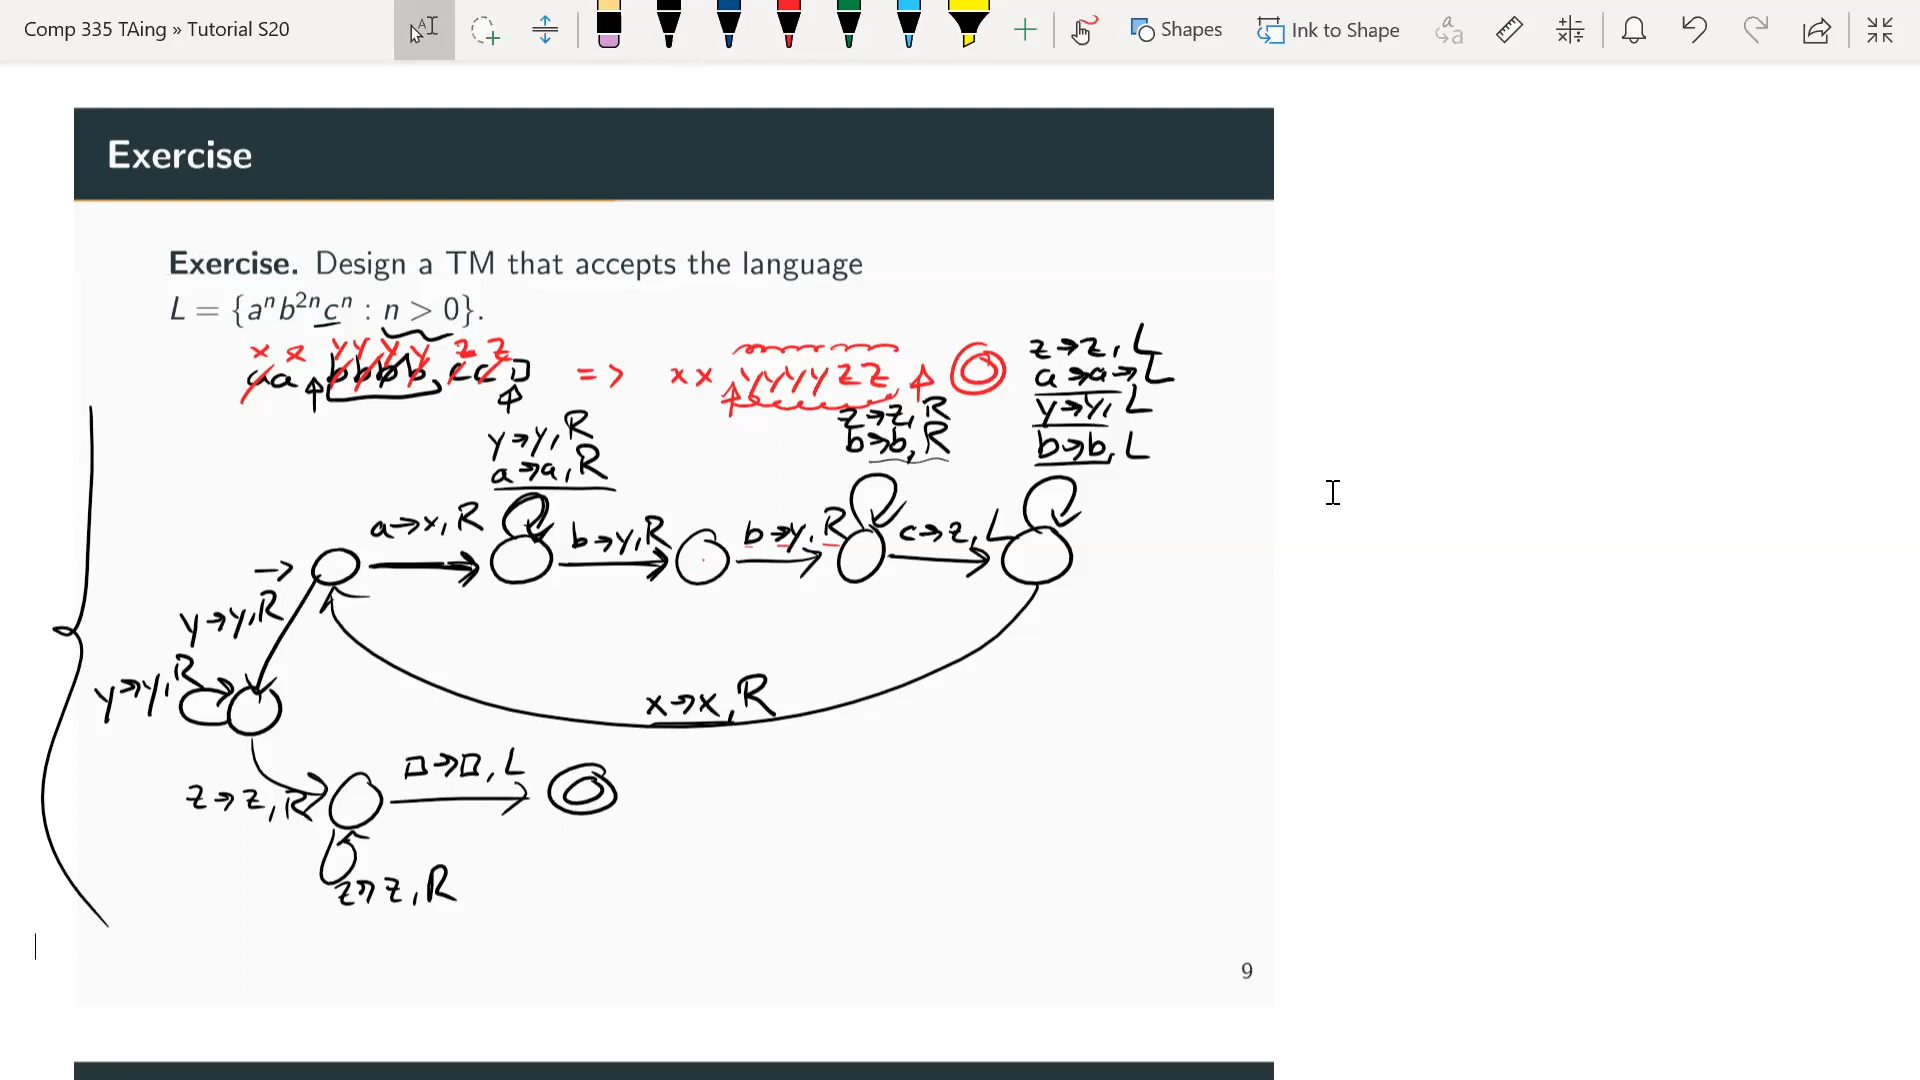 Comp 335 TAing » Tutorial S20
Shapes
Ink to Shape
Exercise
Exercise. Design a TM that accepts the language
L = {aⁿb²ⁿcⁿ : n > 0}.
x x y y y y z z
a a b b b b c c □ => x x y y y y z z
z→z, L
a→a→L
y→y, L
b→b, L
z→z, R
b→b, R
y→y, R
a→a, R
a→x, R
b→y, R
b→y, R
c→z, L
y→y, R
y→y, R
x→x, R
z→z, R
□→□, L
z→z, R
9